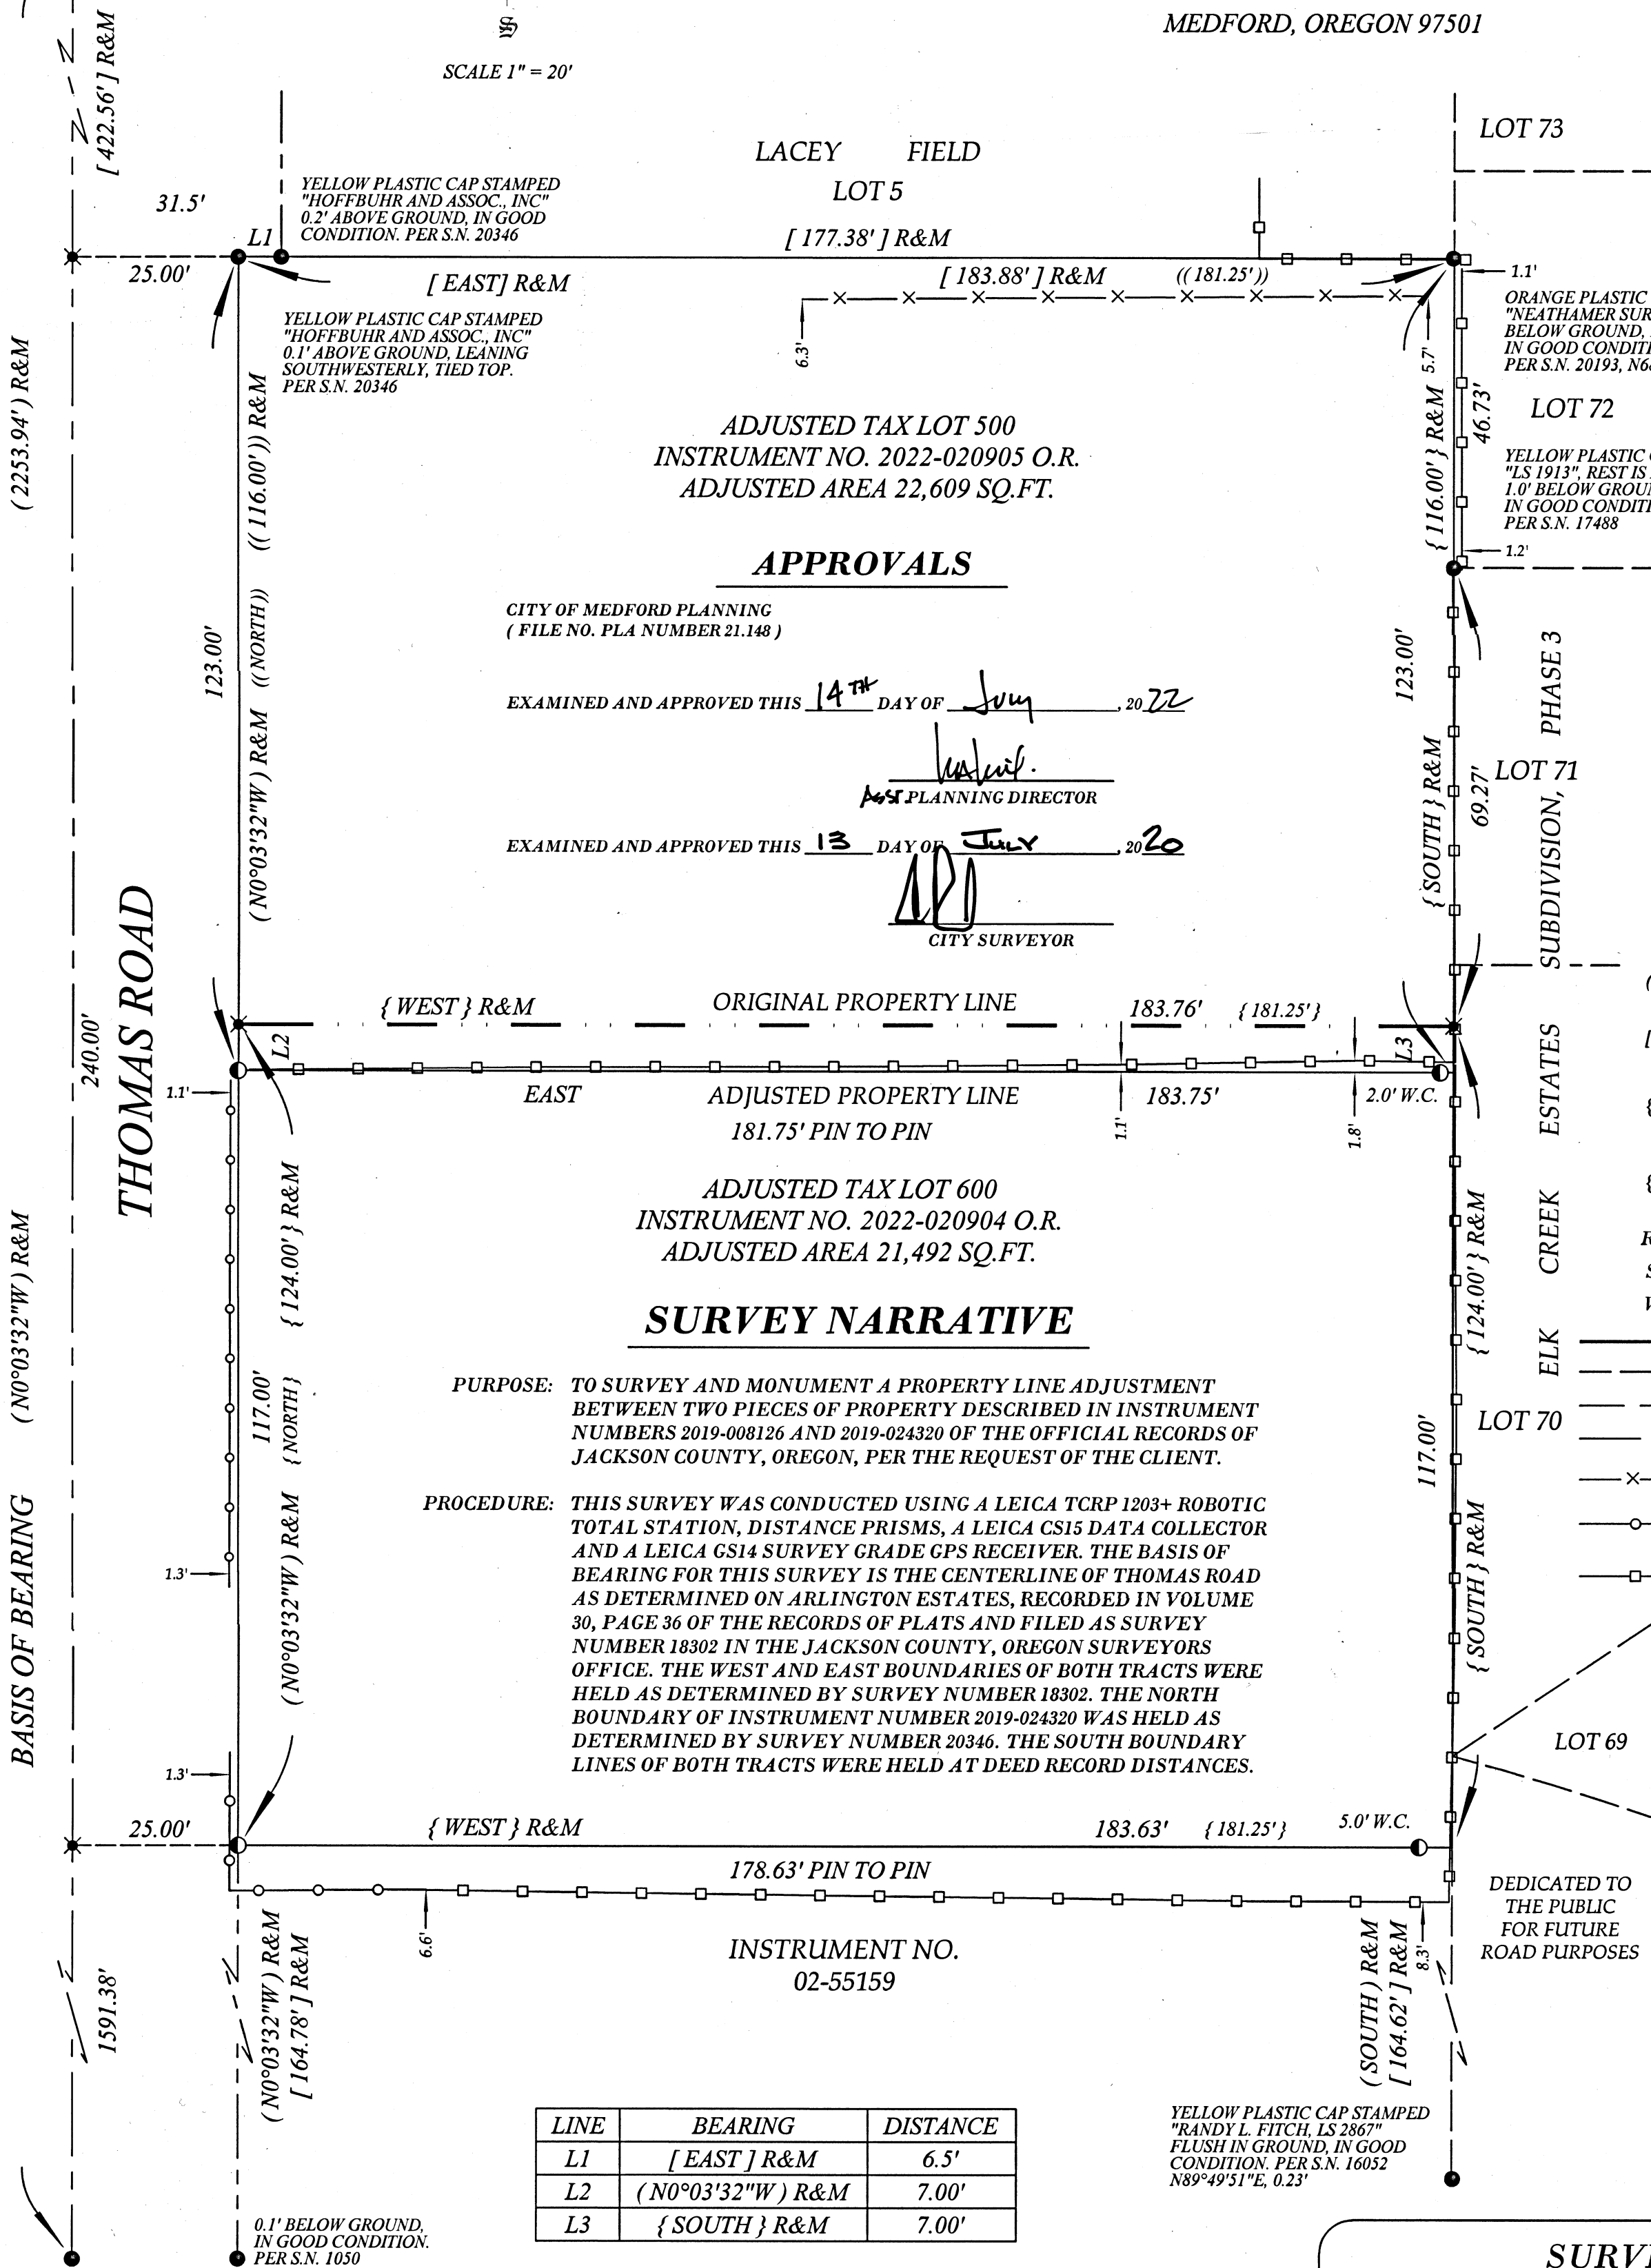 MEDFORD, OREGON 97501
SCALE 1" = 20'
[ 422.56' ] R&M
LACEY FIELD
LOT 5
LOT 73
31.5'
25.00'
L1
YELLOW PLASTIC CAP STAMPED
"HOFFBUHR AND ASSOC., INC"
0.2' ABOVE GROUND, IN GOOD
CONDITION. PER S.N. 20346
[ 177.38' ] R&M
[ EAST] R&M
[ 183.88' ] R&M
(( 181.25' ))
1.1'
YELLOW PLASTIC CAP STAMPED
"HOFFBUHR AND ASSOC., INC"
0.1' ABOVE GROUND, LEANING
SOUTHWESTERLY, TIED TOP.
PER S.N. 20346
6.3'
5.7'
ORANGE PLASTIC
"NEATHAMER SUR
BELOW GROUND,
IN GOOD CONDITI
PER S.N. 20193, N6
LOT 72
46.73'
YELLOW PLASTIC
"LS 1913", REST IS
1.0' BELOW GROUN
IN GOOD CONDITI
PER S.N. 17488
1.2'
( 2253.94' ) R&M
(( 116.00' )) R&M
{ 116.00' } R&M
ADJUSTED TAX LOT 500
INSTRUMENT NO. 2022-020905 O.R.
ADJUSTED AREA 22,609 SQ.FT.
APPROVALS
CITY OF MEDFORD PLANNING
( FILE NO. PLA NUMBER 21.148 )
EXAMINED AND APPROVED THIS 14TH DAY OF July , 20 22
ASST. PLANNING DIRECTOR
EXAMINED AND APPROVED THIS 13 DAY OF JULY , 20 20
CITY SURVEYOR
123.00'
((NORTH))
( N0°03'32"W ) R&M
123.00'
{ SOUTH } R&M
69.27'
LOT 71
ELK CREEK ESTATES SUBDIVISION, PHASE 3
THOMAS ROAD
240.00'
{ WEST } R&M
ORIGINAL PROPERTY LINE
183.76'
{ 181.25' }
L2
L3
EAST
ADJUSTED PROPERTY LINE
183.75'
2.0' W.C.
181.75' PIN TO PIN
1.1'
1.1'
1.8'
ADJUSTED TAX LOT 600
INSTRUMENT NO. 2022-020904 O.R.
ADJUSTED AREA 21,492 SQ.FT.
{ 124.00' } R&M
{ 124.00' } R&M
SURVEY NARRATIVE
PURPOSE: TO SURVEY AND MONUMENT A PROPERTY LINE ADJUSTMENT
BETWEEN TWO PIECES OF PROPERTY DESCRIBED IN INSTRUMENT
NUMBERS 2019-008126 AND 2019-024320 OF THE OFFICIAL RECORDS OF
JACKSON COUNTY, OREGON, PER THE REQUEST OF THE CLIENT.
PROCEDURE: THIS SURVEY WAS CONDUCTED USING A LEICA TCRP 1203+ ROBOTIC
TOTAL STATION, DISTANCE PRISMS, A LEICA CS15 DATA COLLECTOR
AND A LEICA GS14 SURVEY GRADE GPS RECEIVER. THE BASIS OF
BEARING FOR THIS SURVEY IS THE CENTERLINE OF THOMAS ROAD
AS DETERMINED ON ARLINGTON ESTATES, RECORDED IN VOLUME
30, PAGE 36 OF THE RECORDS OF PLATS AND FILED AS SURVEY
NUMBER 18302 IN THE JACKSON COUNTY, OREGON SURVEYORS
OFFICE. THE WEST AND EAST BOUNDARIES OF BOTH TRACTS WERE
HELD AS DETERMINED BY SURVEY NUMBER 18302. THE NORTH
BOUNDARY OF INSTRUMENT NUMBER 2019-024320 WAS HELD AS
DETERMINED BY SURVEY NUMBER 20346. THE SOUTH BOUNDARY
LINES OF BOTH TRACTS WERE HELD AT DEED RECORD DISTANCES.
BASIS OF BEARING ( N0°03'32"W ) R&M
117.00'
{NORTH}
( N0°03'32"W ) R&M
1.3'
1.3'
117.00'
{ SOUTH } R&M
LOT 70
LOT 69
25.00'
{ WEST } R&M
183.63'
{ 181.25' }
5.0' W.C.
178.63' PIN TO PIN
6.6'
8.3'
DEDICATED TO
THE PUBLIC
FOR FUTURE
ROAD PURPOSES
INSTRUMENT NO.
02-55159
1591.38'
( N0°03'32"W ) R&M
[ 164.78' ] R&M
( SOUTH ) R&M
[ 164.62' ] R&M
LINE BEARING DISTANCE
L1 [ EAST ] R&M 6.5'
L2 ( N0°03'32"W ) R&M 7.00'
L3 { SOUTH } R&M 7.00'
YELLOW PLASTIC CAP STAMPED
"RANDY L. FITCH, LS 2867"
FLUSH IN GROUND, IN GOOD
CONDITION. PER S.N. 16052
N89°49'51"E, 0.23'
0.1' BELOW GROUND,
IN GOOD CONDITION.
PER S.N. 1050
SURVE